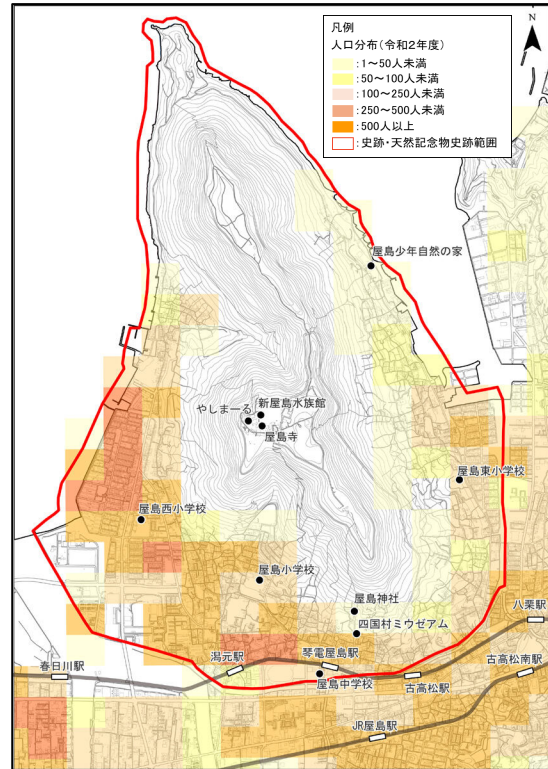 凡例
人口分布(令和2年度)
:1~50人未満
:50~100人未満
:100~250人未満
:250~500人未満
:500人以上
:史跡・天然記念物史跡範囲
N
屋島少年自然の家
新屋島水族館
やしまーる
屋島寺
屋島東小学校
屋島西小学校
屋島小学校
屋島神社
四国村ミウゼアム
八栗駅
琴電屋島駅
潟元駅
古高松南駅
春日川駅
屋島中学校
古高松駅
JR屋島駅